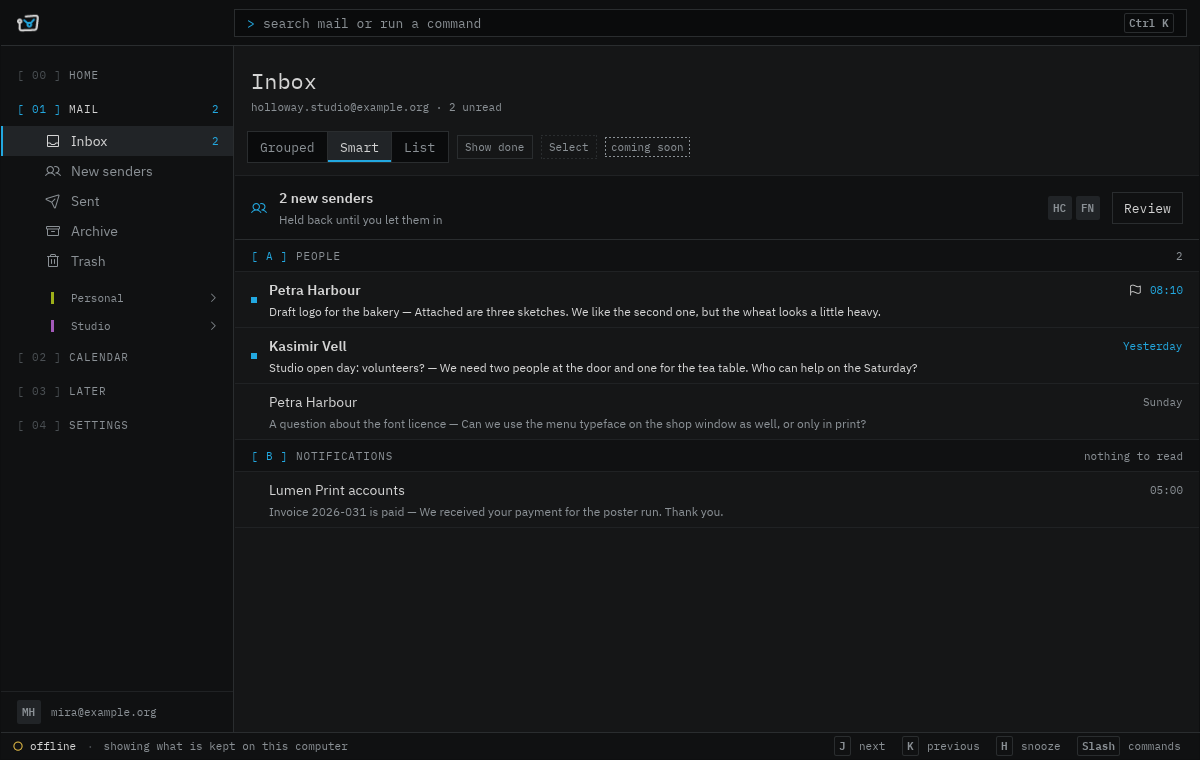 > search mail or run a command Ctrl K
[ 00 ] HOME
[ 01 ] MAIL 2
Inbox 2
New senders
Sent
Archive
Trash
Personal
Studio
[ 02 ] CALENDAR
[ 03 ] LATER
[ 04 ] SETTINGS
MH mira@example.org
Inbox
holloway.studio@example.org · 2 unread
Grouped Smart List Show done Select coming soon
2 new senders
Held back until you let them in
HC FN Review
[ A ] PEOPLE 2
Petra Harbour 08:10
Draft logo for the bakery — Attached are three sketches. We like the second one, but the wheat looks a little heavy.
Kasimir Vell Yesterday
Studio open day: volunteers? — We need two people at the door and one for the tea table. Who can help on the Saturday?
Petra Harbour Sunday
A question about the font licence — Can we use the menu typeface on the shop window as well, or only in print?
[ B ] NOTIFICATIONS nothing to read
Lumen Print accounts 05:00
Invoice 2026-031 is paid — We received your payment for the poster run. Thank you.
offline · showing what is kept on this computer J next K previous H snooze Slash commands